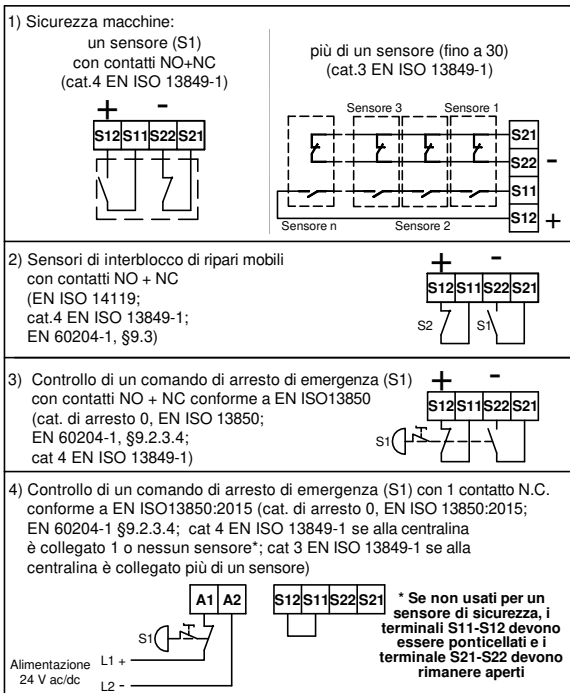 1) Sicurezza macchine:
un sensore (S1)
con contatti NO+NC
(cat.4 EN ISO 13849-1)
+ −
S12 S11 S22 S21
più di un sensore (fino a 30)
(cat.3 EN ISO 13849-1)
Sensore 3 Sensore 1
S21
S22 −
S11
S12 +
Sensore n Sensore 2
2) Sensori di interblocco di ripari mobili
con contatti NO + NC
(EN ISO 14119;
cat.4 EN ISO 13849-1;
EN 60204-1, §9.3)
+ −
S12 S11 S22 S21
S2 S1
3) Controllo di un comando di arresto di emergenza (S1)
con contatti NO + NC conforme a EN ISO13850
(cat. di arresto 0, EN ISO 13850;
EN 60204-1, §9.2.3.4;
cat 4 EN ISO 13849-1)
+ −
S12 S11 S22 S21
S1
4) Controllo di un comando di arresto di emergenza (S1) con 1 contatto N.C.
conforme a EN ISO13850:2015 (cat. di arresto 0, EN ISO 13850:2015;
EN 60204-1 §9.2.3.4; cat 4 EN ISO 13849-1 se alla centralina
è collegato 1 o nessun sensore*; cat 3 EN ISO 13849-1 se alla
centralina è collegato più di un sensore)
A1 A2
S12 S11 S22 S21
S1
Alimentazione
24 V ac/dc
L1 +
L2 -
* Se non usati per un
sensore di sicurezza, i
terminali S11-S12 devono
essere ponticellati e i
terminale S21-S22 devono
rimanere aperti